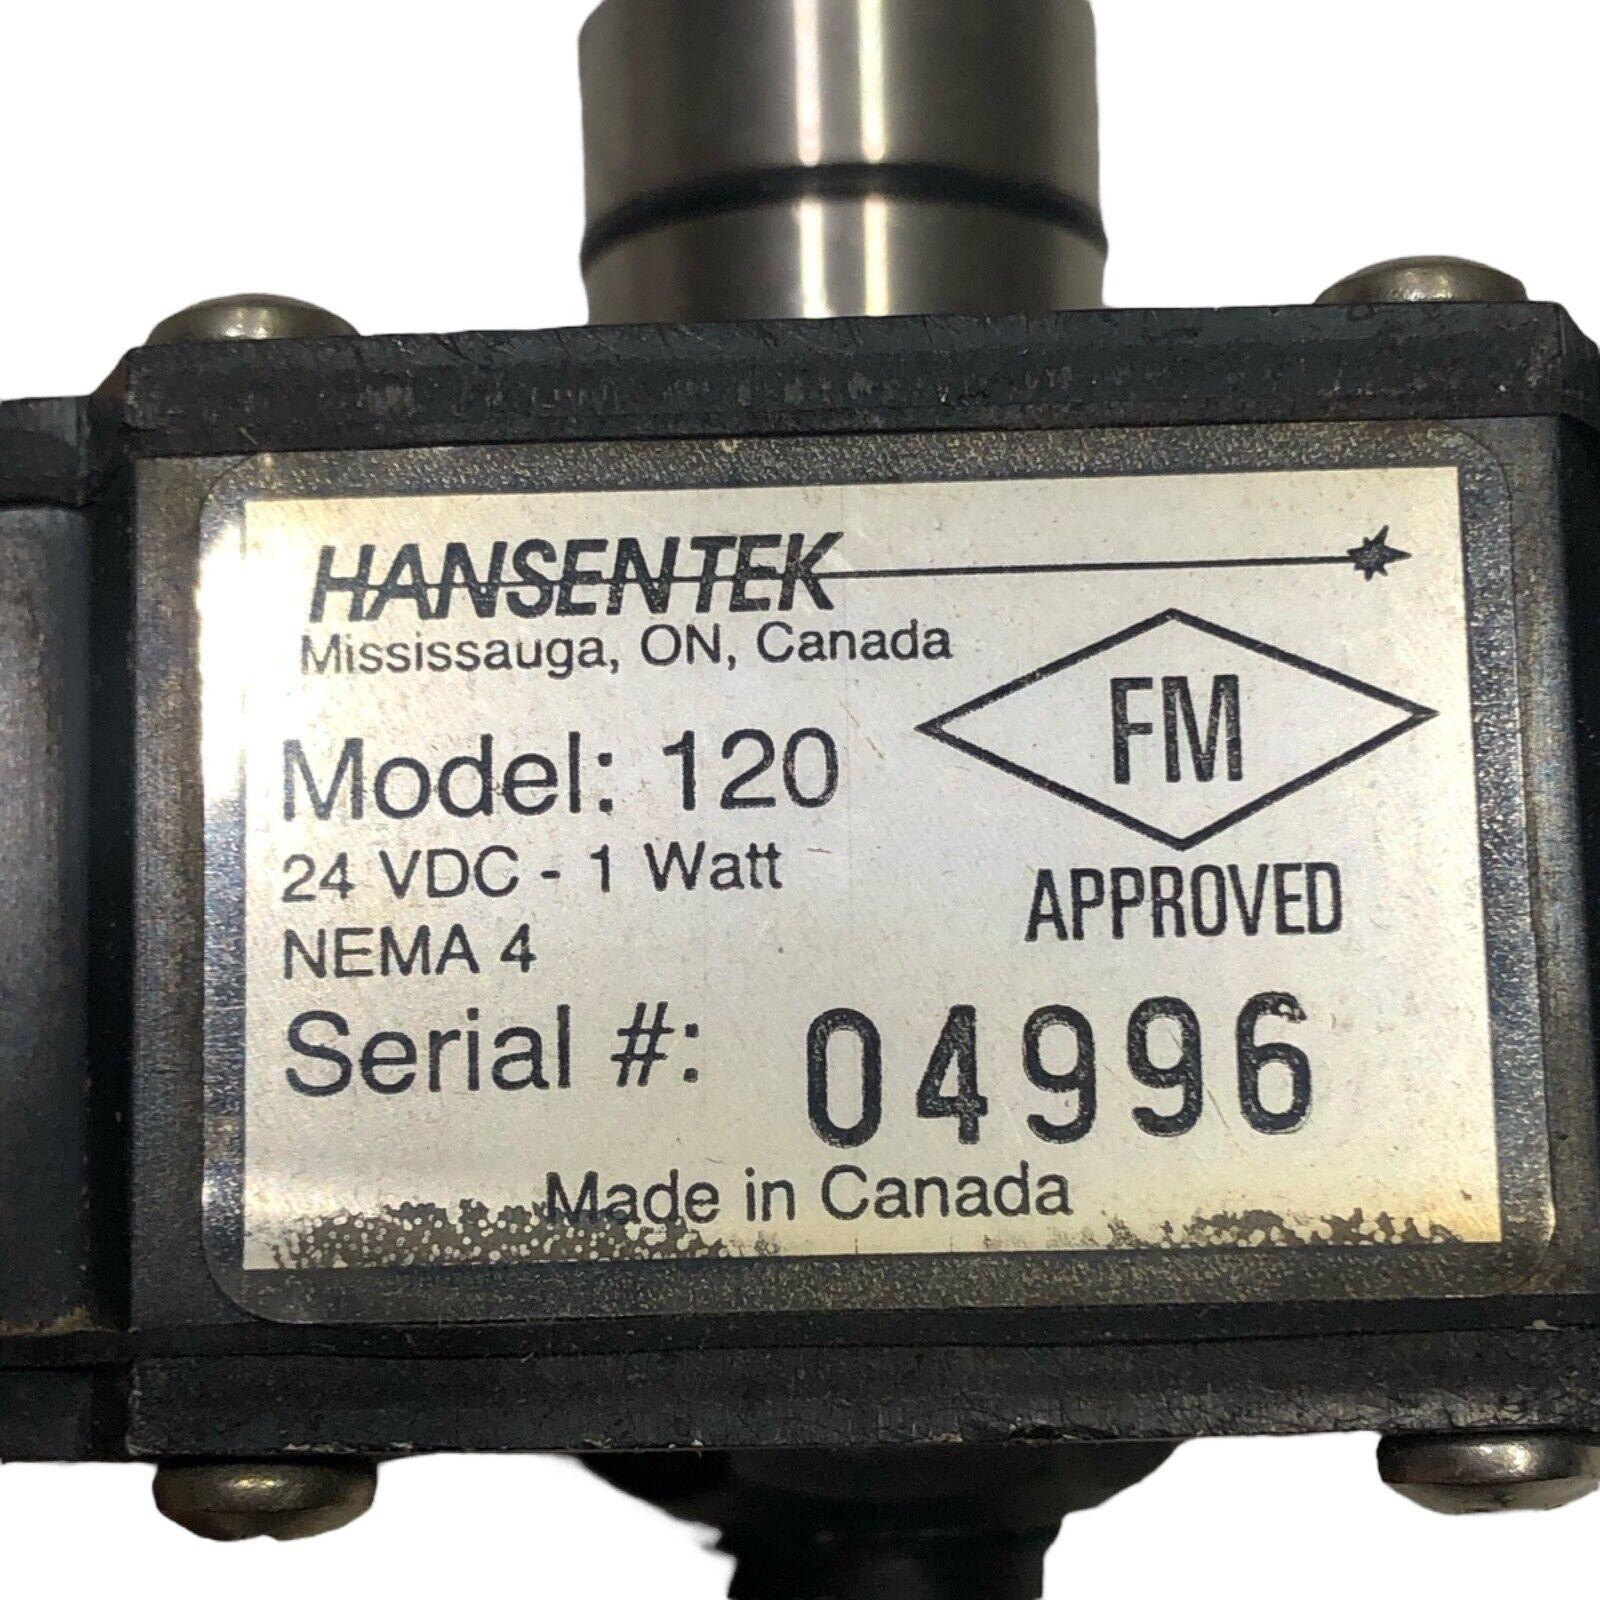 HANSENTEK
Mississauga, ON, Canada
Model: 120
24 VDC - 1 Watt
NEMA 4
FM
APPROVED
Serial #: 04996
Made in Canada